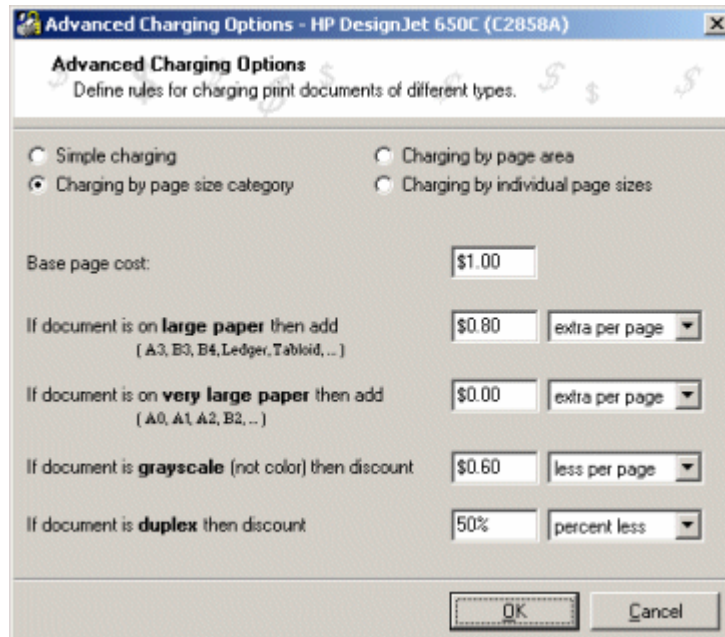 Advanced Charging Options - HP DesignJet 650C (C2858A)
Advanced Charging Options
Define rules for charging print documents of different types.
Simple charging
Charging by page area
Charging by page size category
Charging by individual page sizes
Base page cost: $1.00
If document is on large paper then add $0.80 extra per page
( A3, B3, B4, Ledger, Tabloid, ... )
If document is on very large paper then add $0.00 extra per page
( A0, A1, A2, B2, ... )
If document is grayscale (not color) then discount $0.60 less per page
If document is duplex then discount 50% percent less
OK Cancel